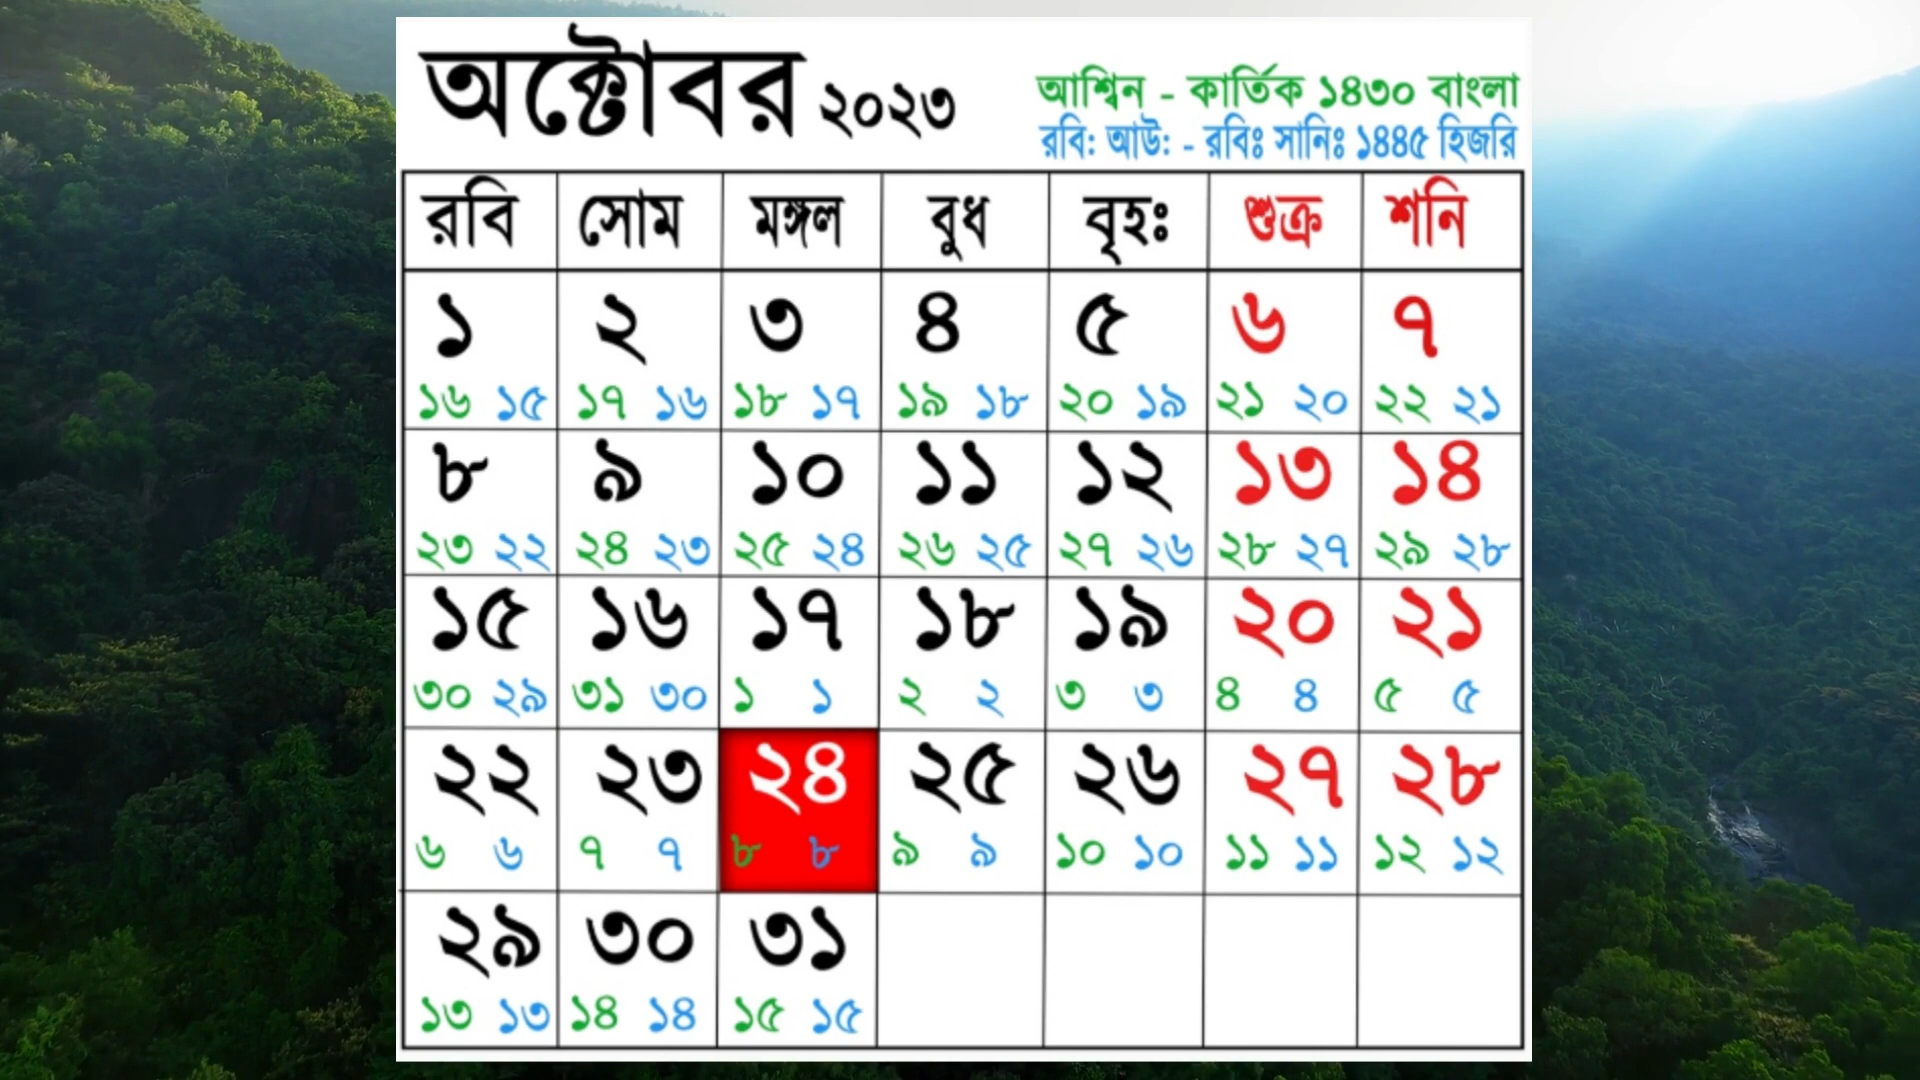 অক্টোবর ২০২৩
আশ্বিন - কার্তিক ১৪৩০ বাংলা
রবি: আউ: - রবিঃ সানিঃ ১৪৪৫ হিজরি
রবি সোম মঙ্গল বুধ বৃহঃ শুক্র শনি
১ ২ ৩ ৪ ৫ ৬ ৭
১৬ ১৫ ১৭ ১৬ ১৮ ১৭ ১৯ ১৮ ২০ ১৯ ২১ ২০ ২২ ২১
৮ ৯ ১০ ১১ ১২ ১৩ ১৪
২৩ ২২ ২৪ ২৩ ২৫ ২৪ ২৬ ২৫ ২৭ ২৬ ২৮ ২৭ ২৯ ২৮
১৫ ১৬ ১৭ ১৮ ১৯ ২০ ২১
৩০ ২৯ ৩১ ৩০ ১ ১ ২ ২ ৩ ৩ ৪ ৪ ৫ ৫
২২ ২৩ ২৪ ২৫ ২৬ ২৭ ২৮
৬ ৬ ৭ ৭ ৮ ৮ ৯ ৯ ১০ ১০ ১১ ১১ ১২ ১২
২৯ ৩০ ৩১
১৩ ১৩ ১৪ ১৪ ১৫ ১৫